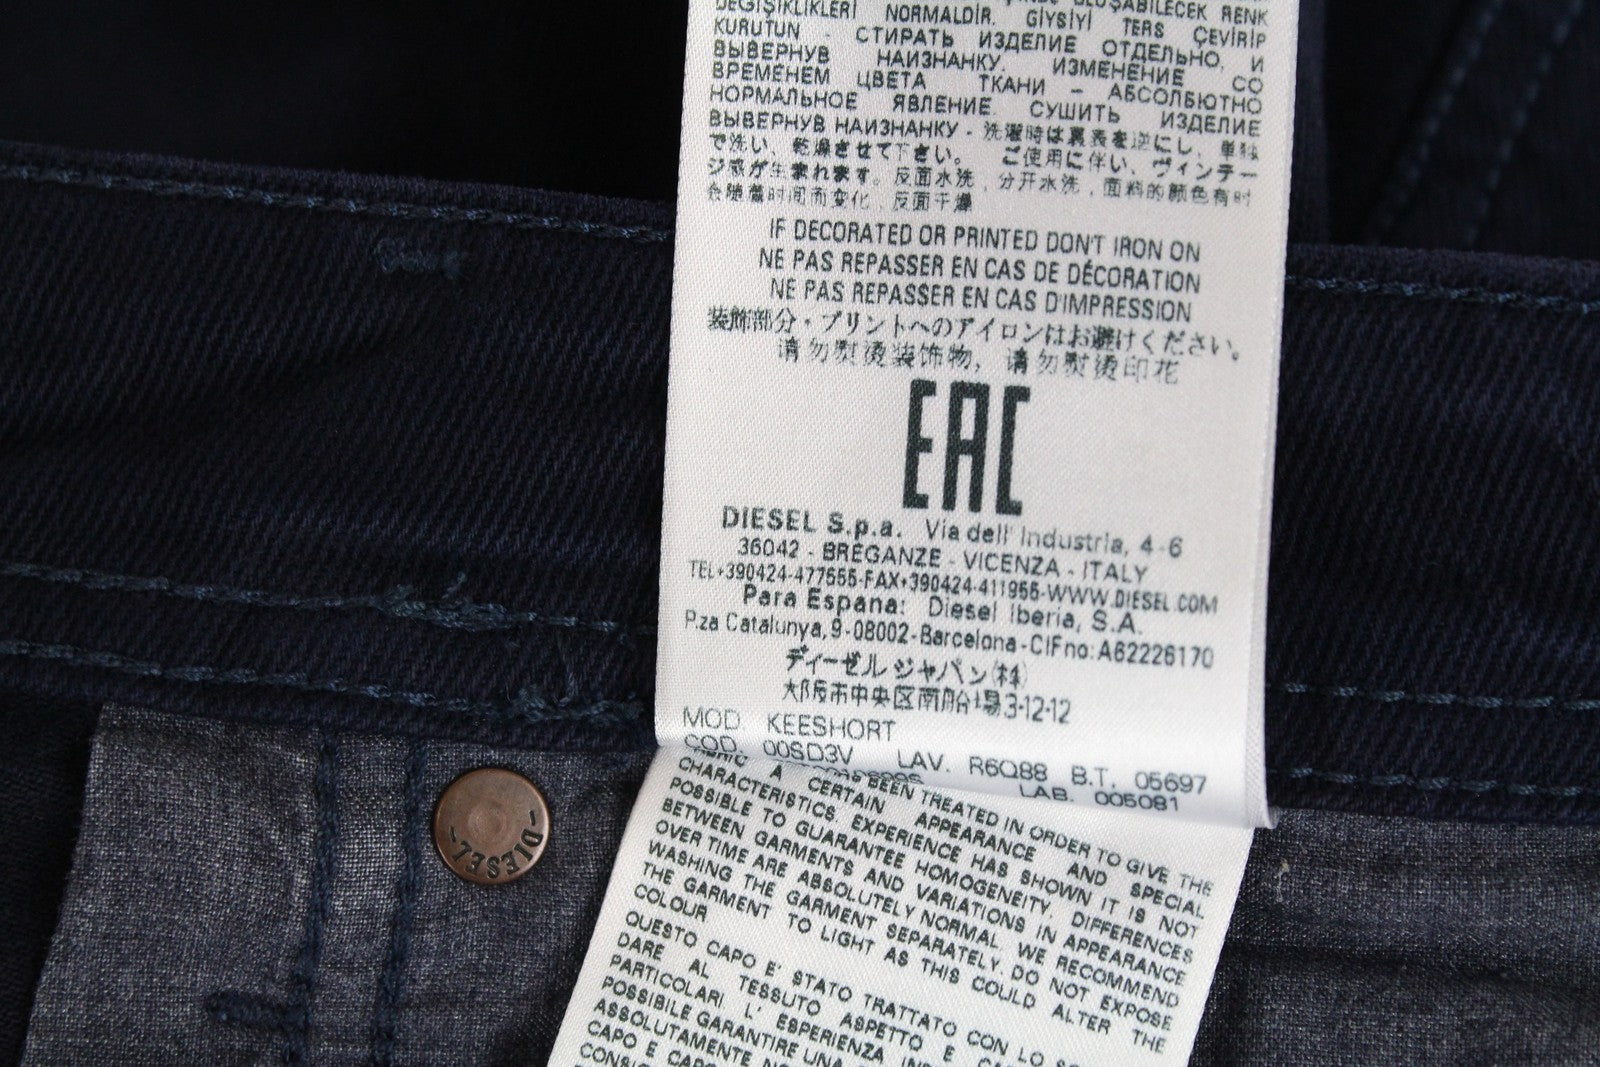 DEĞİŞİKLİKLERİ NORMALDİR. GİYSİYİ TERS ÇEVİRİP
KURUTUN - СТИРАТЬ ИЗДЕЛИЕ ОТДЕЛЬНО, И
ВЫВЕРНУВ НАИЗНАНКУ. ИЗМЕНЕНИЕ СО
ВРЕМЕНЕМ ЦВЕТА ТКАНИ - АБСОЛЮТНО
НОРМАЛЬНОЕ ЯВЛЕНИЕ. СУШИТЬ ИЗДЕЛИЕ
ВЫВЕРНУВ НАИЗНАНКУ - 洗濯時は裏表を逆にし、単独
で洗い、乾燥させて下さい。 ご使用に伴い、ヴィンテー
ジ感が生まれます。反面水洗，分开水洗，面料的颜色有时
会随着时间而变化，反面干燥
IF DECORATED OR PRINTED DON'T IRON ON
NE PAS REPASSER EN CAS DE DÉCORATION
NE PAS REPASSER EN CAS D'IMPRESSION
装飾部分・プリントへのアイロンはお避けください。
请勿熨烫装饰物，请勿熨烫印花
EAC
DIESEL S.p.a. Via dell' Industria, 4-6
36042 - BREGANZE - VICENZA - ITALY
TEL+390424-477555-FAX+390424-411955-WWW.DIESEL.COM
Para Espana: Diesel Iberia, S.A.
P.za Catalunya, 9-08002-Barcelona-CIFno:A62226170
ディーゼル ジャパン(株)
大阪市中央区南船場3-12-12
MOD. KEESHORT
COD. 00SD3V LAV. R6Q88 B.T. 05697
LAB. 005081
FABRIC A BEEN TREATED IN ORDER TO GIVE THE
CHARACTERISTICS. CERTAIN APPEARANCE AND SPECIAL
POSSIBLE TO EXPERIENCE HAS SHOWN IT IS NOT
BETWEEN GUARANTEE HOMOGENEITY. DIFFERENCES
OVER TIME GARMENTS AND VARIATIONS IN APPEARANCE
WASHING ARE ABSOLUTELY NORMAL. WE RECOMMEND
THE GARMENT THE GARMENT SEPARATELY. DO NOT EXPOSE
COLOUR TO LIGHT AS THIS COULD ALTER THE
QUESTO CAPO E' STATO TRATTATO CON LO
DARE AL TESSUTO ASPETTO E
PARTICOLARI L' ESPERIENZA
POSSIBILE GARANTIRE UNA
ASSOLUTAMENTE
CAPO E
-DIESEL-